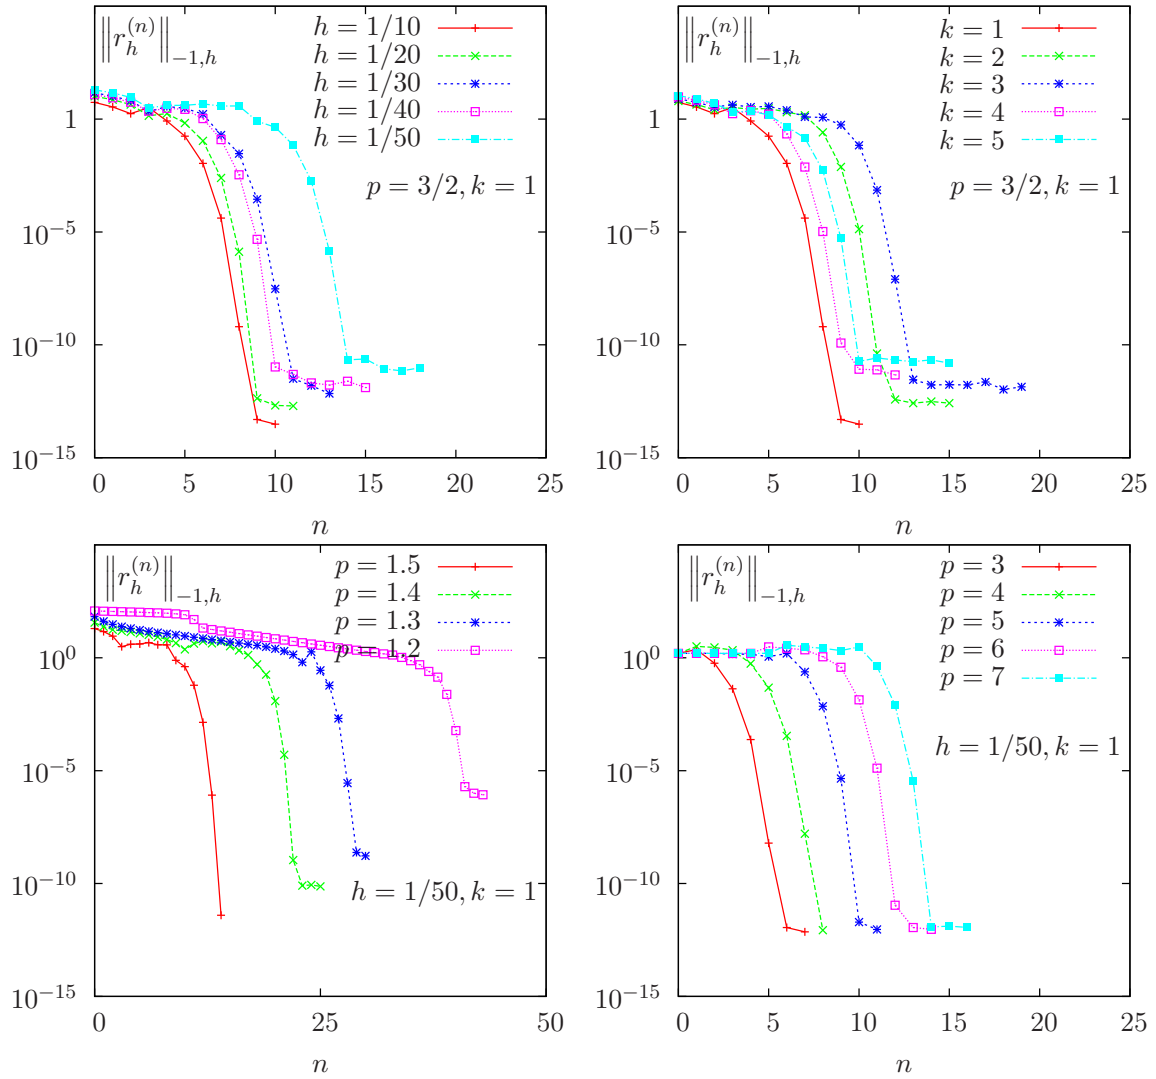 ‖r_h^{(n)}‖_{-1,h}
h = 1/10
h = 1/20
h = 1/30
h = 1/40
h = 1/50
p = 3/2, k = 1
1
10^{-5}
10^{-10}
10^{-15}
0 5 10 15 20 25
n
‖r_h^{(n)}‖_{-1,h}
k = 1
k = 2
k = 3
k = 4
k = 5
p = 3/2, k = 1
1
10^{-5}
10^{-10}
10^{-15}
0 5 10 15 20 25
n
‖r_h^{(n)}‖_{-1,h}
p = 1.5
p = 1.4
p = 1.3
p = 1.2
10^{0}
10^{-5}
10^{-10}
h = 1/50, k = 1
10^{-15}
0 25 50
n
‖r_h^{(n)}‖_{-1,h}
p = 3
p = 4
p = 5
p = 6
p = 7
h = 1/50, k = 1
10^{0}
10^{-5}
10^{-10}
10^{-15}
0 5 10 15 20 25
n